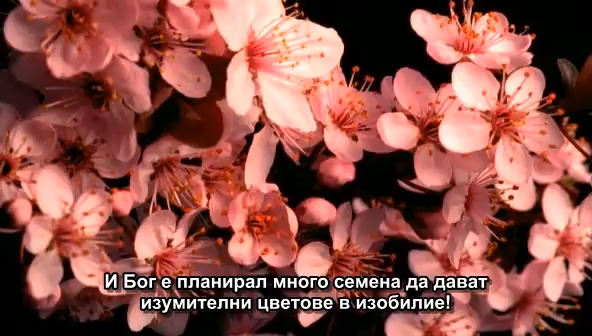 И Бог е планирал много семена да дават
изумителни цветове в изобилие!